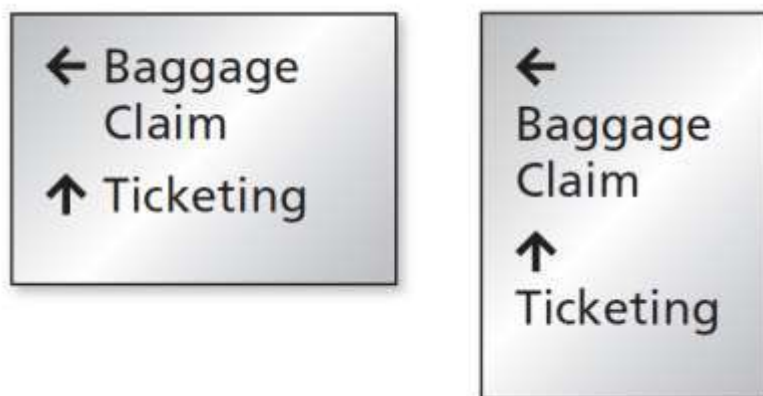 ← Baggage
Claim
↑ Ticketing
←
Baggage
Claim
↑
Ticketing